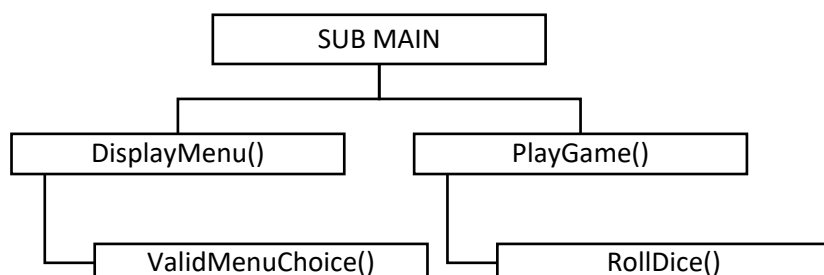 SUB MAIN
DisplayMenu()
PlayGame()
ValidMenuChoice()
RollDice()